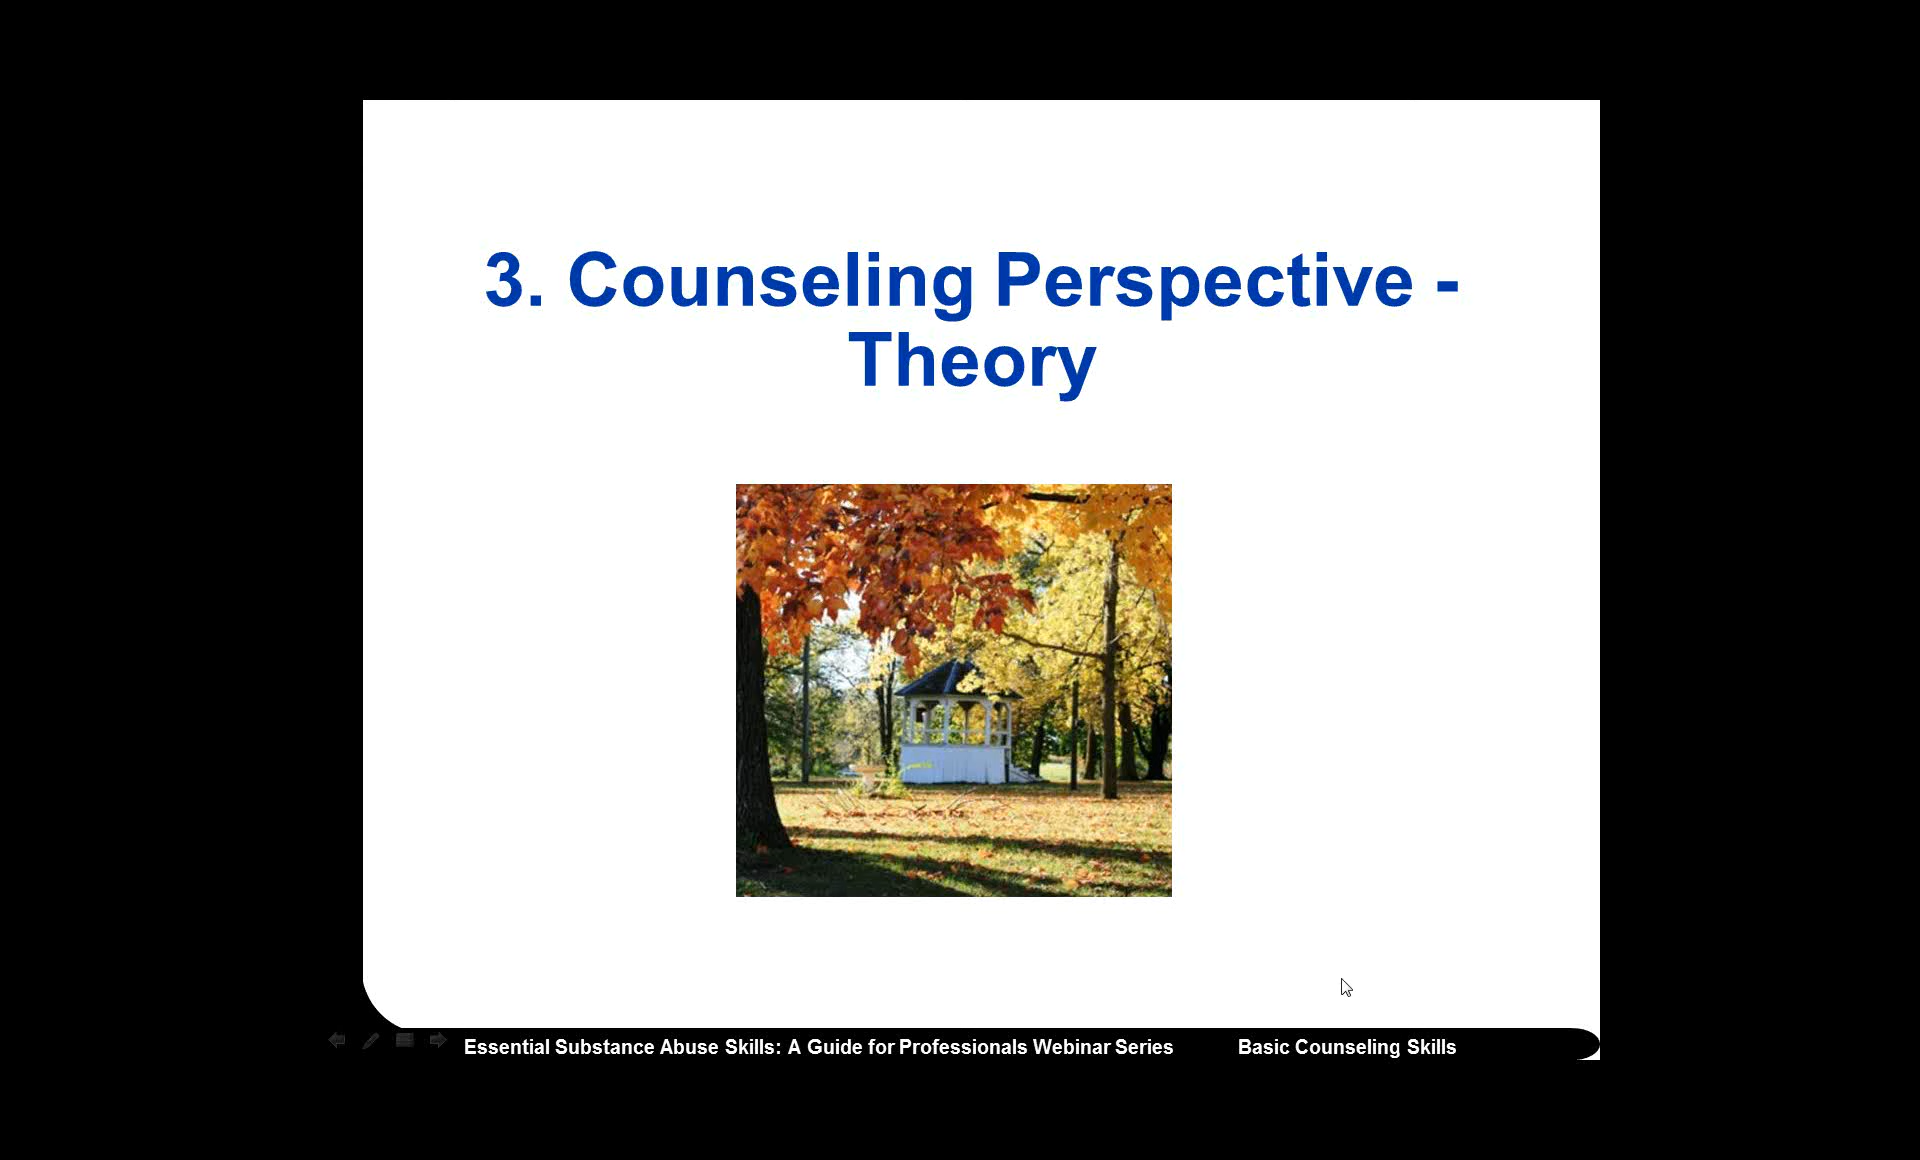 3. Counseling Perspective -
Theory
Essential Substance Abuse Skills: A Guide for Professionals Webinar Series Basic Counseling Skills